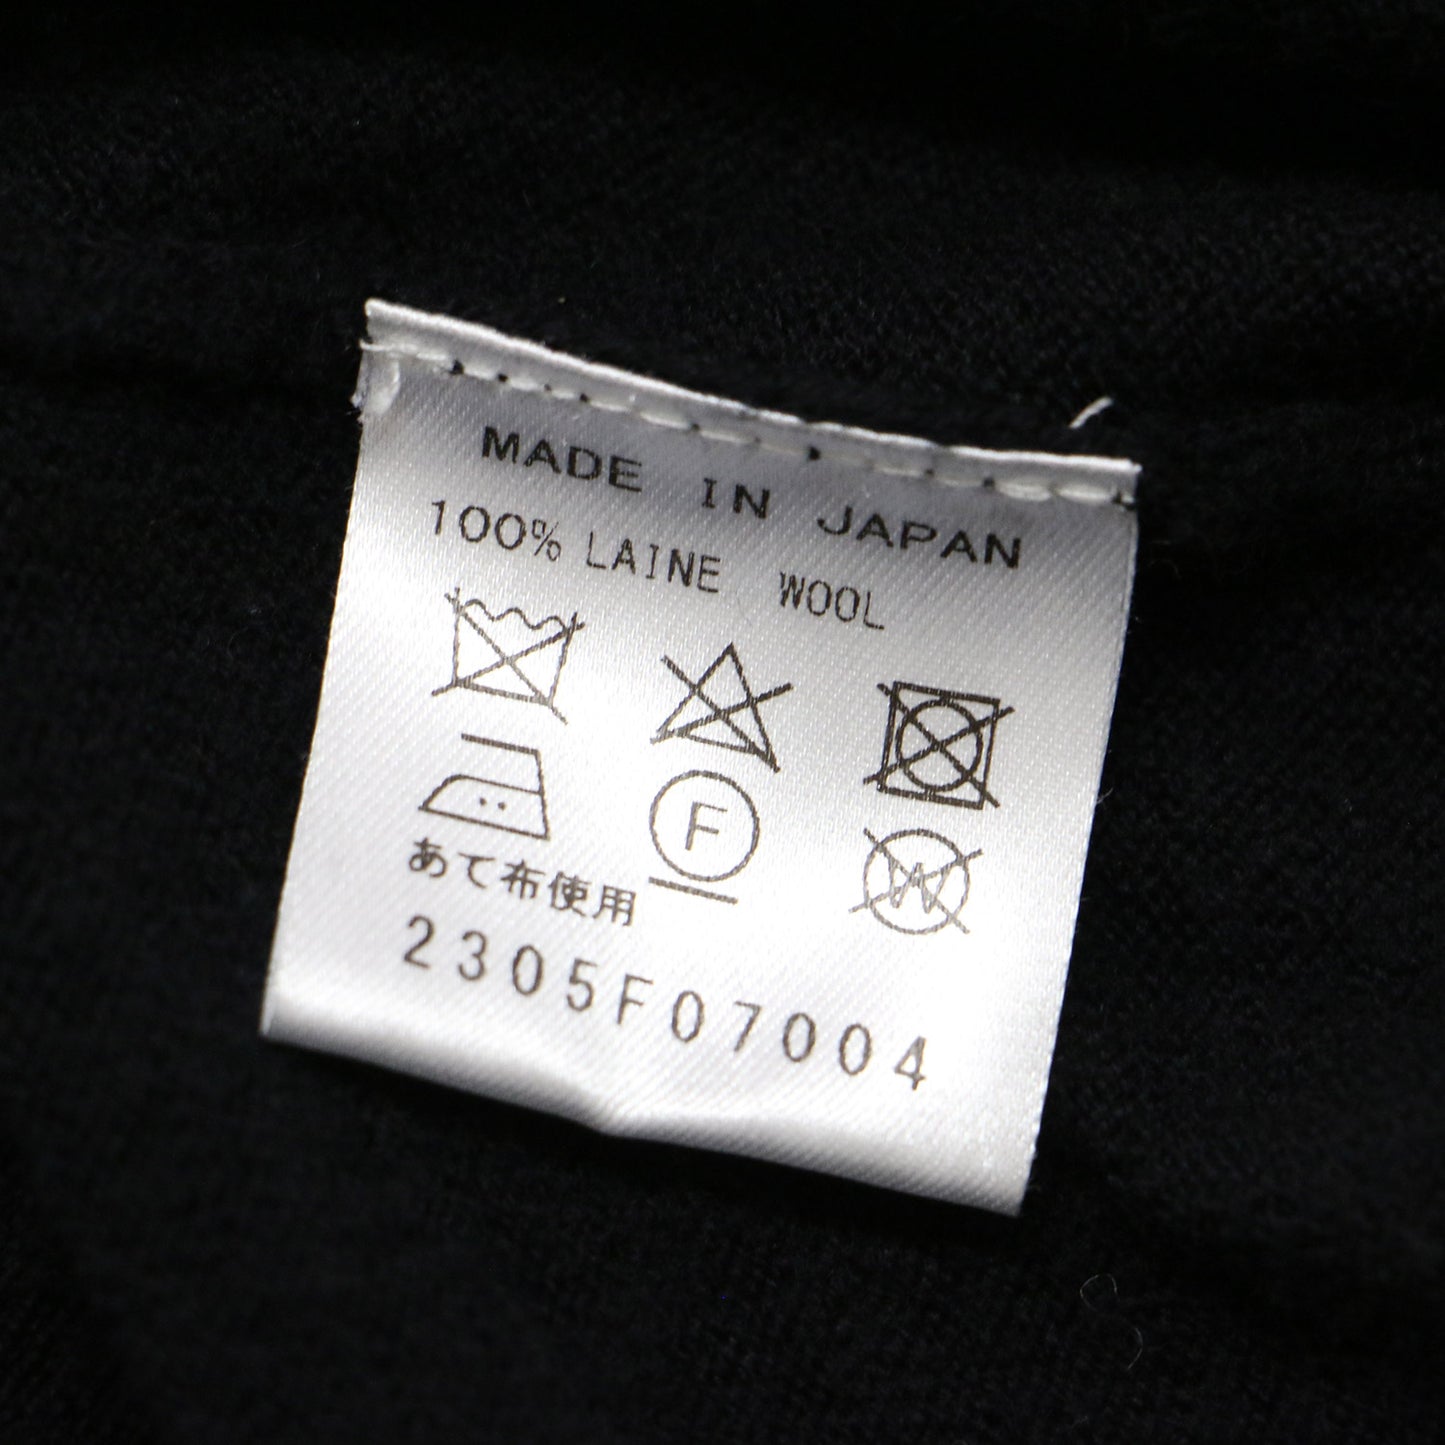 MADE IN JAPAN
100% LAINE WOOL
F
W
あて布使用
2305F07004